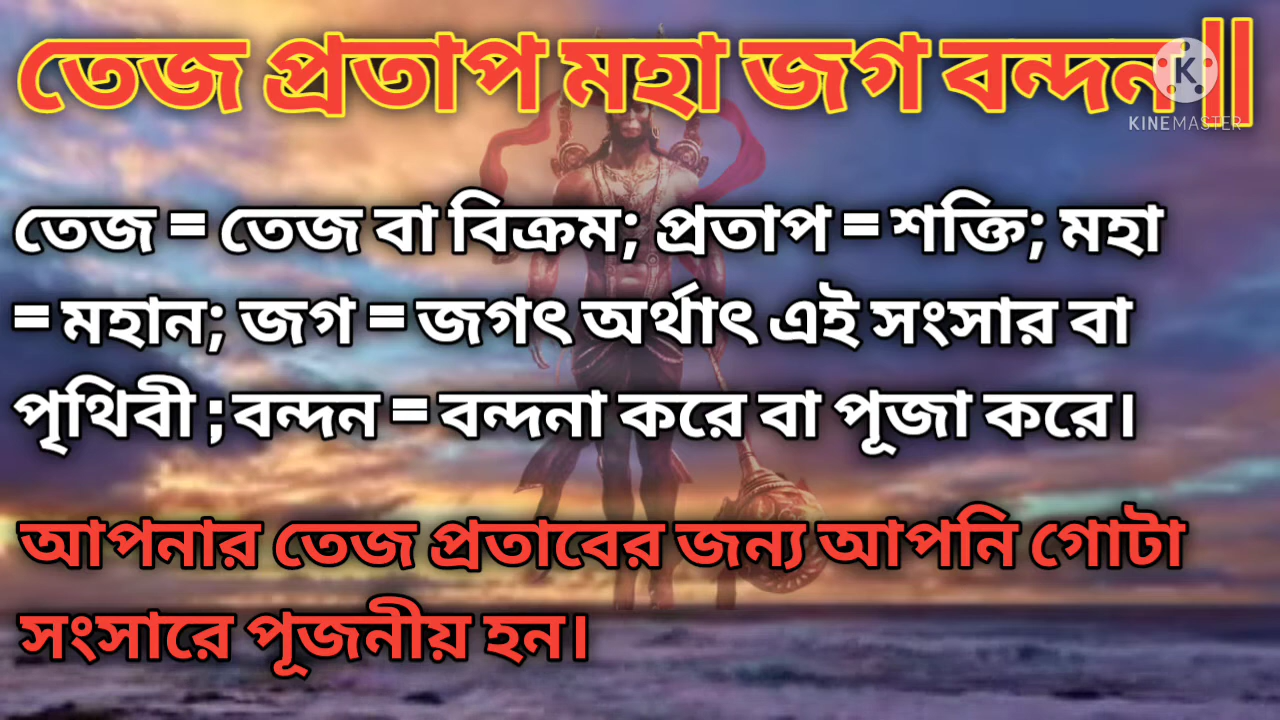 তেজ প্রতাপ মহা জগ বন্দন||
KINEMASTER
তেজ = তেজ বা বিক্রম; প্রতাপ = শক্তি; মহা
= মহান; জগ = জগৎ অর্থাৎ এই সংসার বা
পৃথিবী ; বন্দন = বন্দনা করে বা পূজা করে।
আপনার তেজ প্রতাবের জন্য আপনি গোটা
সংসারে পূজনীয় হন।